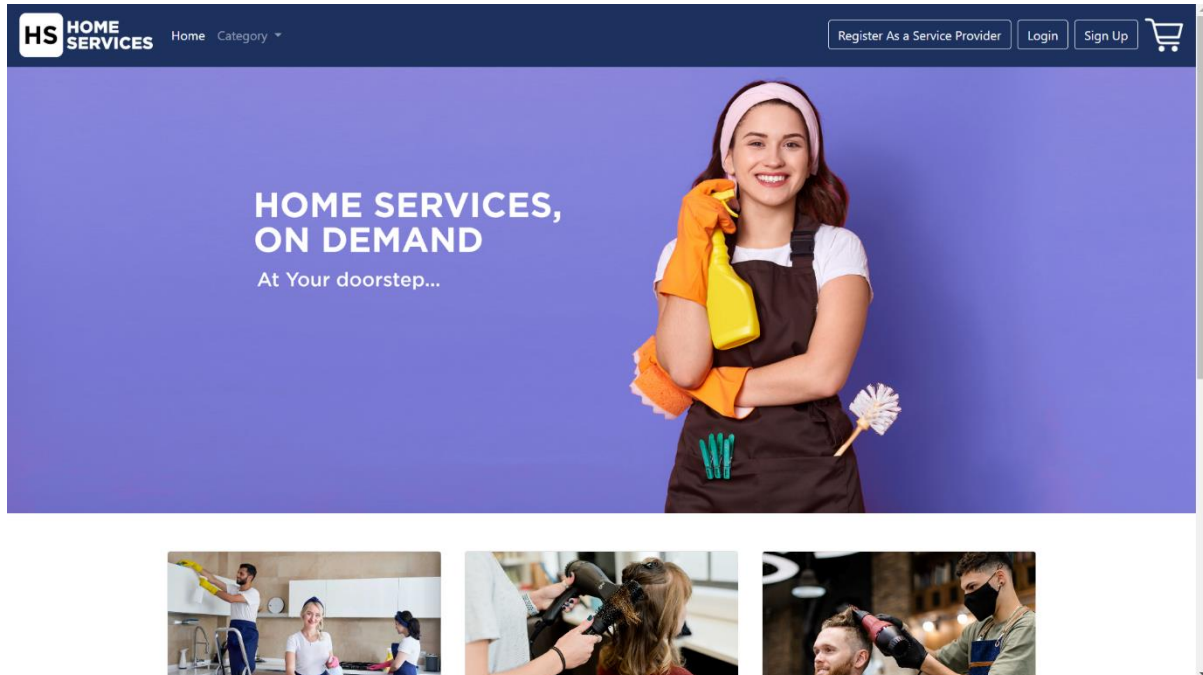 HS HOME
SERVICES
Home Category
Register As a Service Provider Login Sign Up
HOME SERVICES,
ON DEMAND
At Your doorstep...